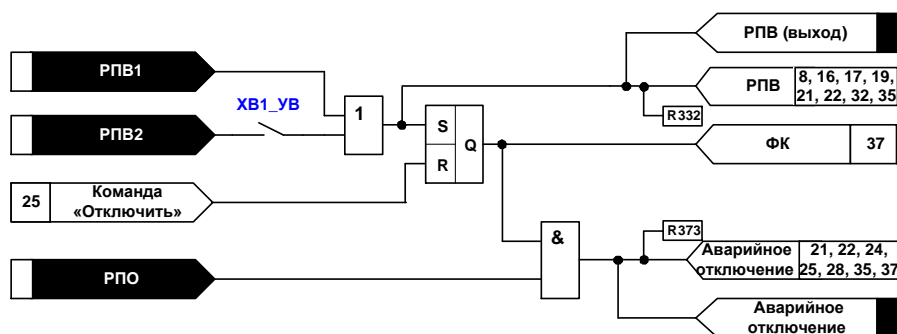 РПВ (выход)
РПВ1
РПВ
8, 16, 17, 19,
21, 22, 32, 35
ХВ1_УВ
1
R332
РПВ2
S
Q
R
ФК
37
25
Команда
«Отключить»
&
R373
Аварийное
отключение
21, 22, 24,
25, 28, 35, 37
РПО
Аварийное
отключение